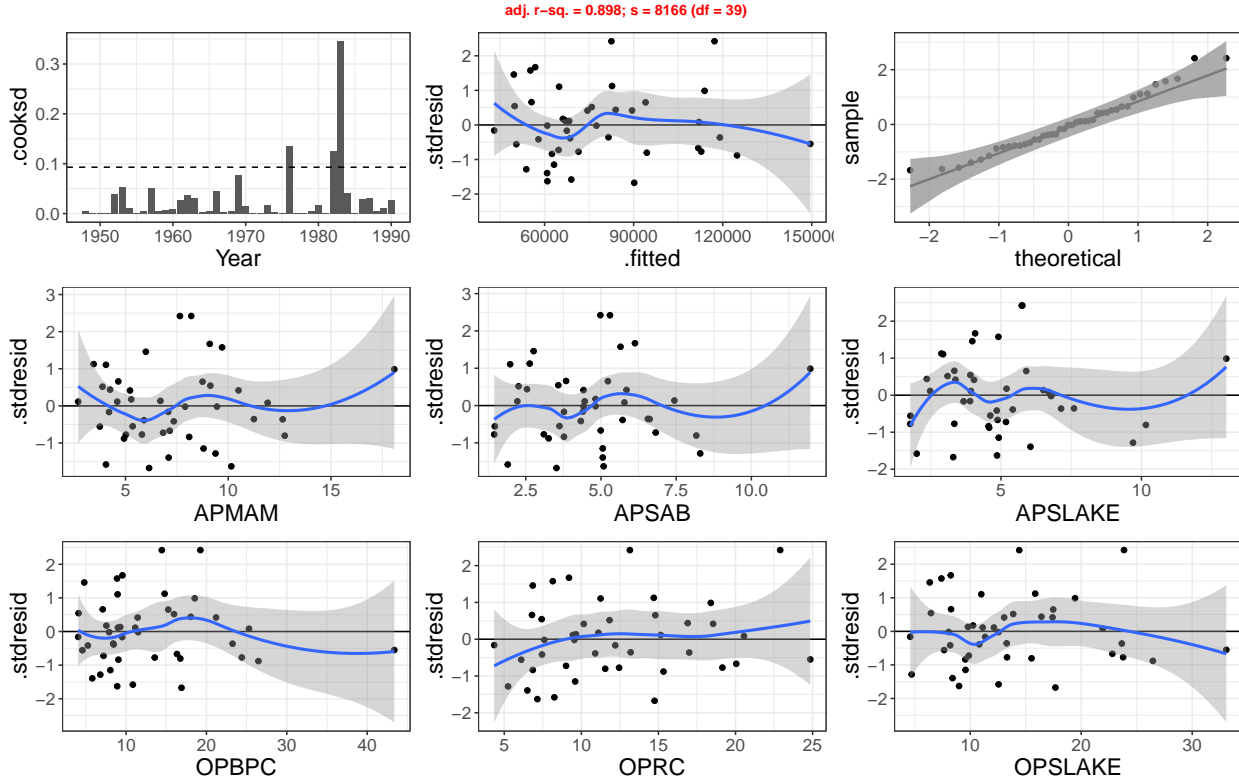 adj. r-sq. = 0.898; s = 8166 (df = 39)
.cooksd
0.3
0.2
0.1
0.0
1950 1960 1970 1980 1990
Year
.stdresid
2
1
0
−1
−2
60000 90000 120000 150000
.fitted
sample
2
0
−2
−2 −1 0 1 2
theoretical
.stdresid
3
2
1
0
−1
5 10 15
APMAM
.stdresid
3
2
1
0
−1
2.5 5.0 7.5 10.0
APSAB
.stdresid
2
1
0
−1
−2
5 10
APSLAKE
.stdresid
2
1
0
−1
−2
10 20 30 40
OPBPC
.stdresid
2
1
0
−1
−2
5 10 15 20 25
OPRC
.stdresid
2
1
0
−1
−2
10 20 30
OPSLAKE